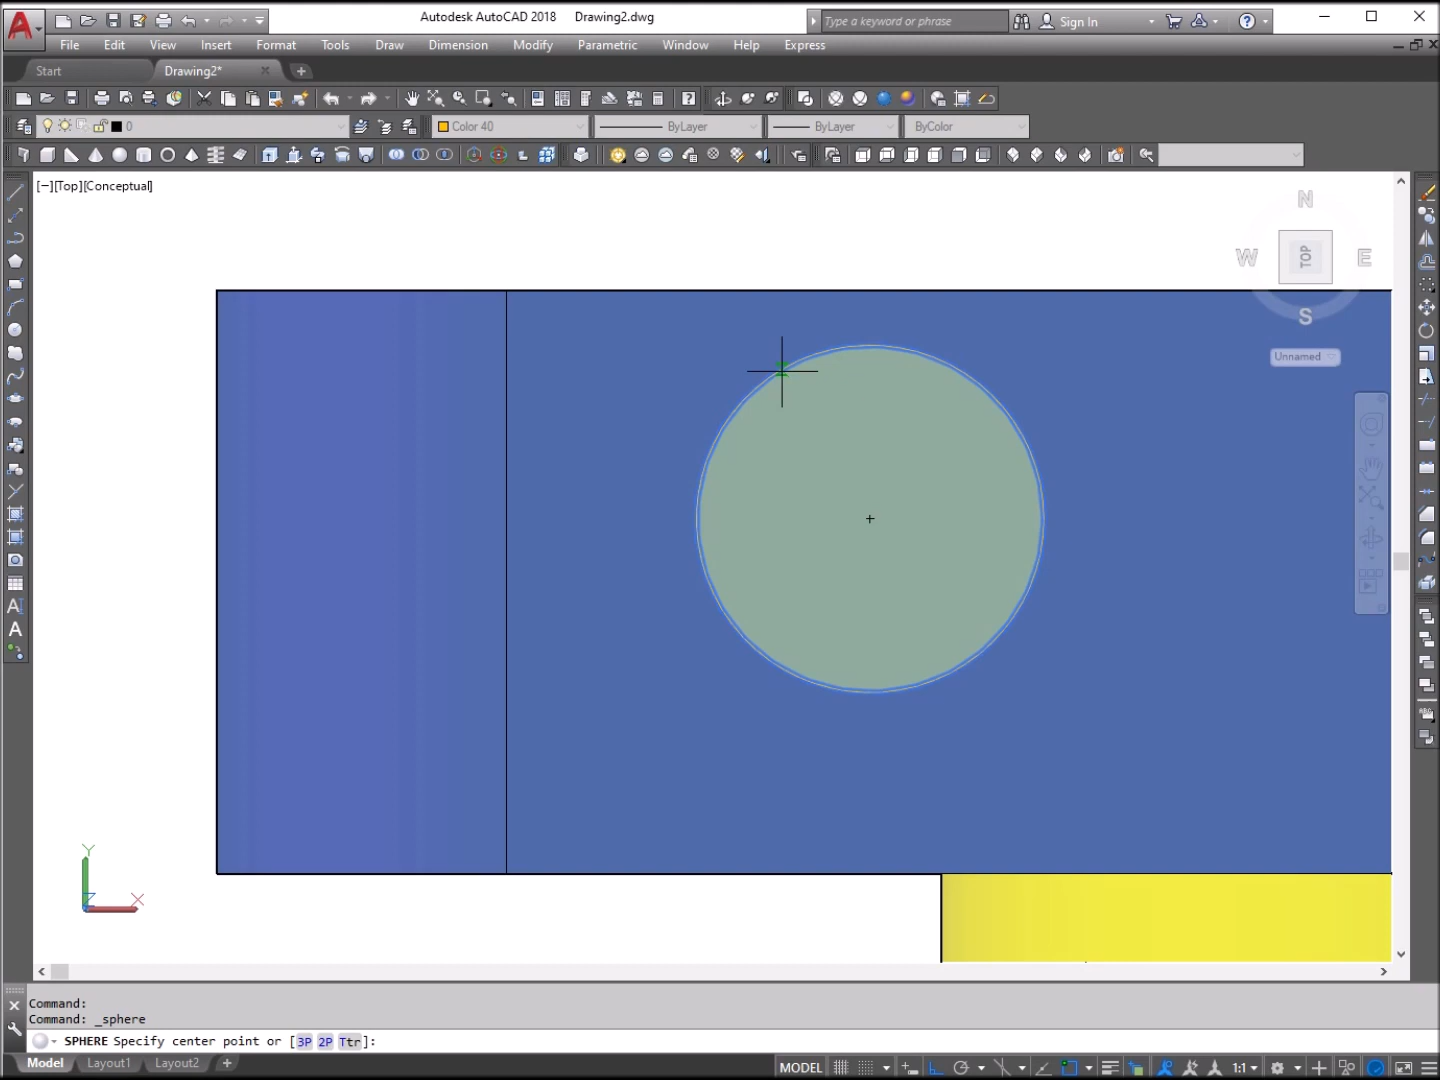 Autodesk AutoCAD 2018 Drawing2.dwg
Type a keyword or phrase
Sign In
File Edit View Insert Format Tools Draw Dimension Modify Parametric Window Help Express
Start
Drawing2*
0
Color 40
ByLayer
ByLayer
ByColor
[−][Top][Conceptual]
N
W
TOP
E
S
Unnamed
Y
Z
X
Command:
Command: _sphere
SPHERE Specify center point or [3P 2P Ttr]:
Model Layout1 Layout2 +
MODEL
1:1